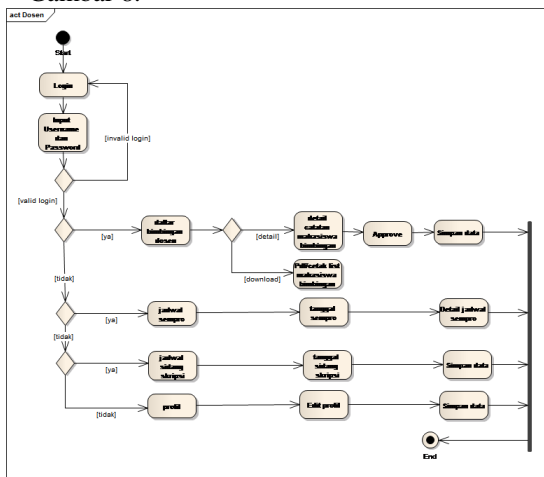 Gambar 6.
act Dosen
Start
Login
Input
Username
dan
Password
[invalid login]
[valid login]
[ya]
daftar
bimbingan
dosen
[detail]
detail
catatan
mahasiswa
bimbingan
Approve
Simpan data
[download]
Pdf/cetak list
mahasiswa
bimbingan
[tidak]
[ya]
jadwal
sempro
tanggal
sempro
Detail jadwal
sempro
[tidak]
[ya]
jadwal
sidang
skripsi
tanggal
sidang
skripsi
Simpan data
[tidak]
profil
Edit profil
Simpan data
End